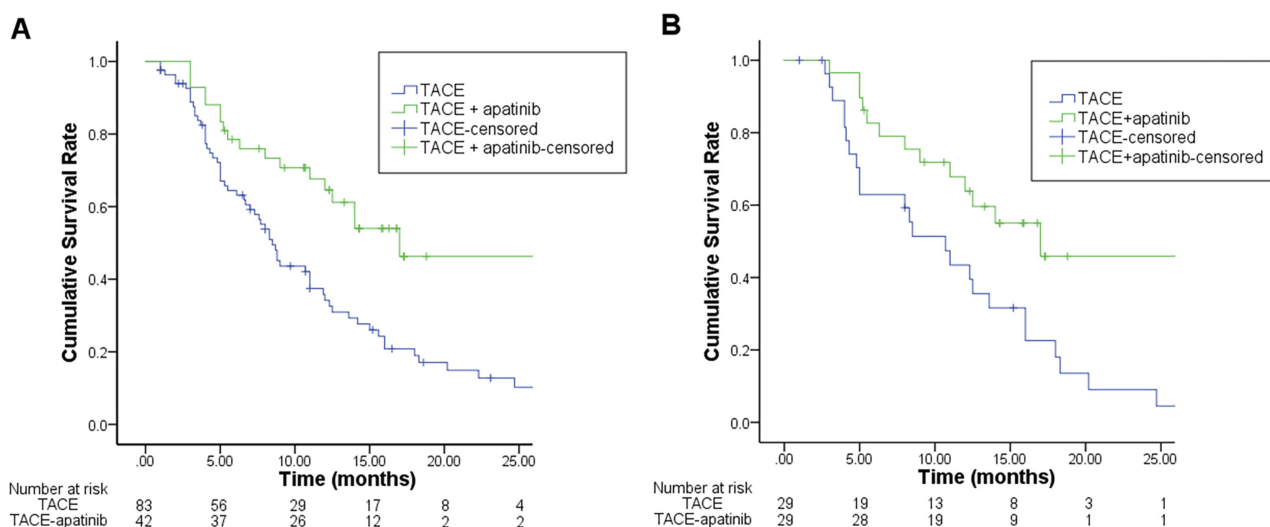 A
Cumulative Survival Rate
1.0
0.8
0.6
0.4
0.2
0.0
TACE
TACE + apatinib
TACE-censored
TACE + apatinib-censored
.00 5.00 10.00 15.00 20.00 25.00
Time (months)
Number at risk
TACE 83 56 29 17 8 4
TACE-apatinib 42 37 26 12 2 2
B
Cumulative Survival Rate
1.0
0.8
0.6
0.4
0.2
0.0
TACE
TACE+apatinib
TACE-censored
TACE+apatinib-censored
.00 5.00 10.00 15.00 20.00 25.00
Time (months)
Number at risk
TACE 29 19 13 8 3 1
TACE-apatinib 29 28 19 9 1 1